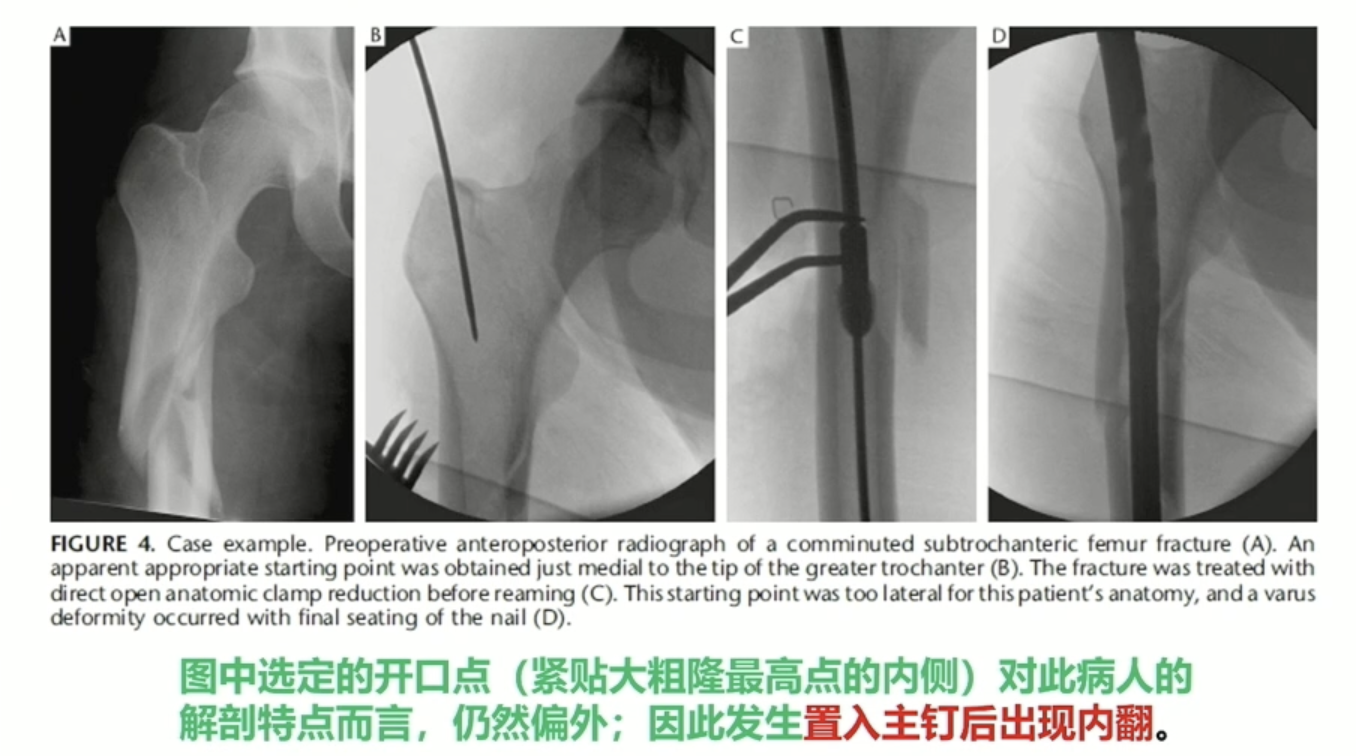 A
B
C
D
FIGURE 4. Case example. Preoperative anteroposterior radiograph of a comminuted subtrochanteric femur fracture (A). An
apparent appropriate starting point was obtained just medial to the tip of the greater trochanter (B). The fracture was treated with
direct open anatomic clamp reduction before reaming (C). This starting point was too lateral for this patient's anatomy, and a varus
deformity occurred with final seating of the nail (D).
图中选定的开口点（紧贴大粗隆最高点的内侧）对此病人的
解剖特点而言，仍然偏外；因此发生置入主钉后出现内翻。